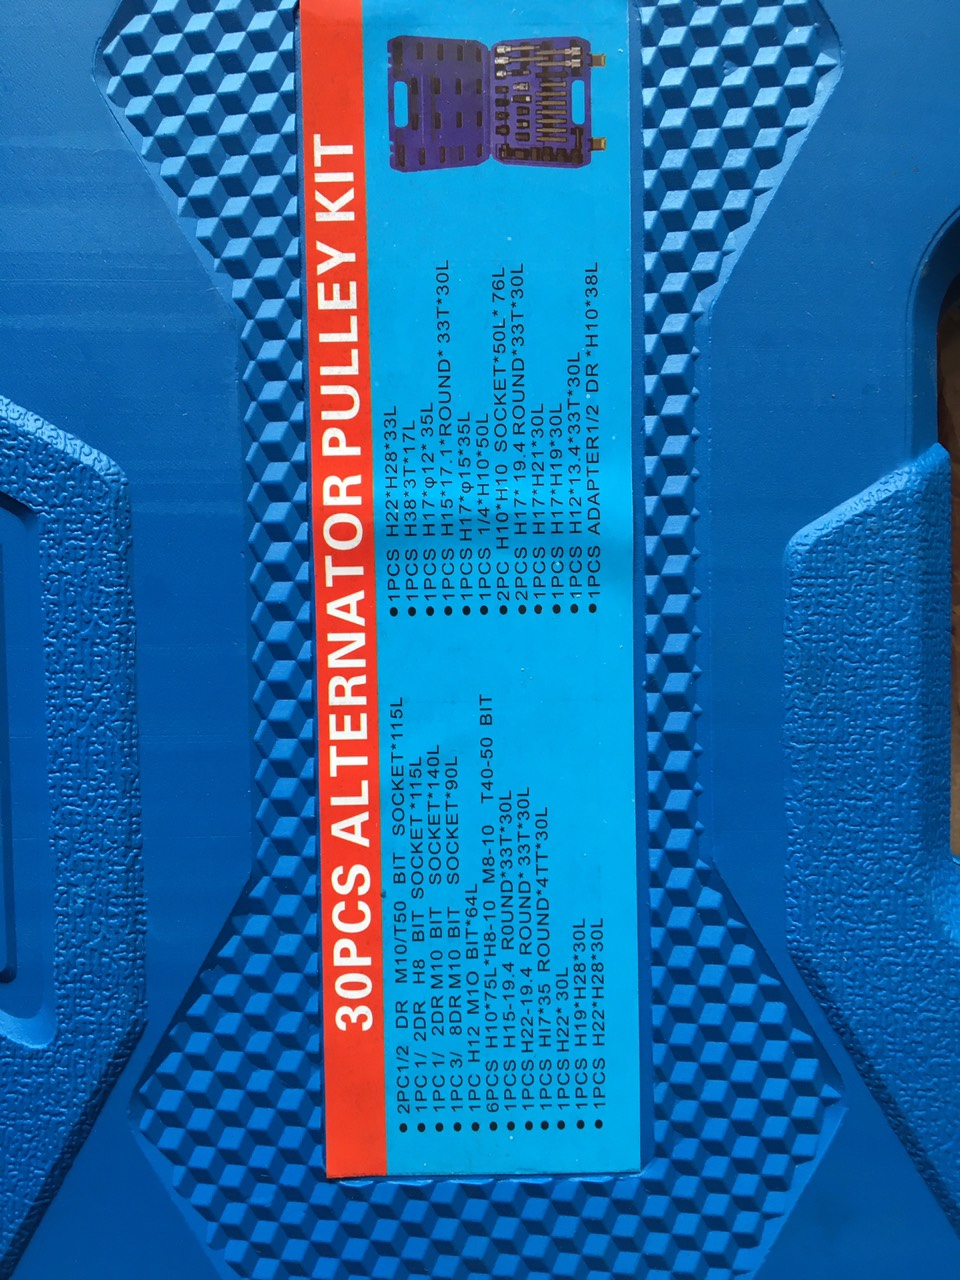 30PCS ALTERNATOR PULLEY KIT
• 2PC1/2 DR M10/T50 BIT SOCKET*115L
• 1PC 1/ 2DR H8 BIT SOCKET*115L
• 1PC 1/ 2DR M10 BIT SOCKET*140L
• 1PC 3/ 8DR M10 BIT SOCKET*90L
• 1PC H12 M1O BIT*64L
• 6PCS H10*75L*H8-10 M8-10 T40-50 BIT
• 1PCS H15-19.4 ROUND*33T*30L
• 1PCS H22-19.4 ROUND* 33T*30L
• 1PCS HI7*35 ROUND*4TT*30L
• 1PCS H22* 30L
• 1PCS H19*H28*30L
• 1PCS H22*H28*30L
• 1PCS H22*H28*33L
• 1PCS H38*3T*17L
• 1PCS H17*φ12* 35L
• 1PCS H15*17.1*ROUND* 33T*30L
• 1PCS H17*φ15*35L
• 1PCS 1/4*H10*50L
• 2PC H10*H10 SOCKET*50L* 76L
• 2PCS H17* 19.4 ROUND*33T*30L
• 1PCS H17*H21*30L
• 1PCS H17*H19*30L
• 1PCS H12*13.4*33T*30L
• 1PCS ADAPTER1/2 DR *H10*38L